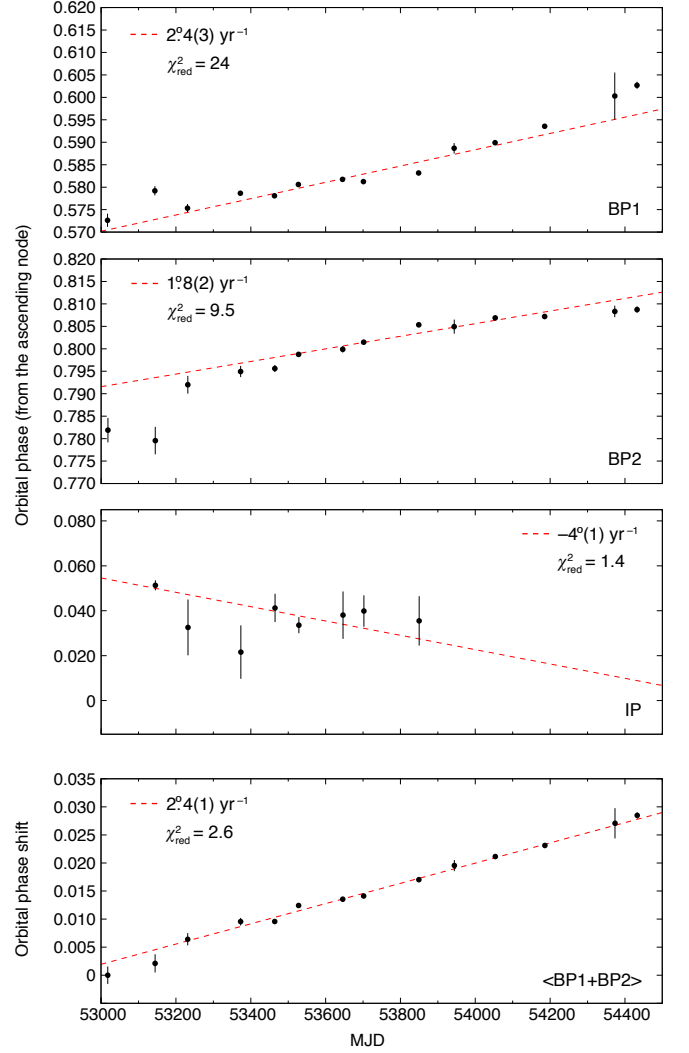 Orbital phase (from the ascending node)
0.620
0.615
0.610
0.605
0.600
0.595
0.590
0.585
0.580
0.575
0.570
2°.4(3) yr⁻¹
χ²red = 24
BP1
0.820
0.815
0.810
0.805
0.800
0.795
0.790
0.785
0.780
0.775
0.770
1°.8(2) yr⁻¹
χ²red = 9.5
BP2
0.080
0.060
0.040
0.020
0
−4°(1) yr⁻¹
χ²red = 1.4
IP
Orbital phase shift
0.035
0.030
0.025
0.020
0.015
0.010
0.005
0
2°.4(1) yr⁻¹
χ²red = 2.6
<BP1+BP2>
53000 53200 53400 53600 53800 54000 54200 54400
MJD